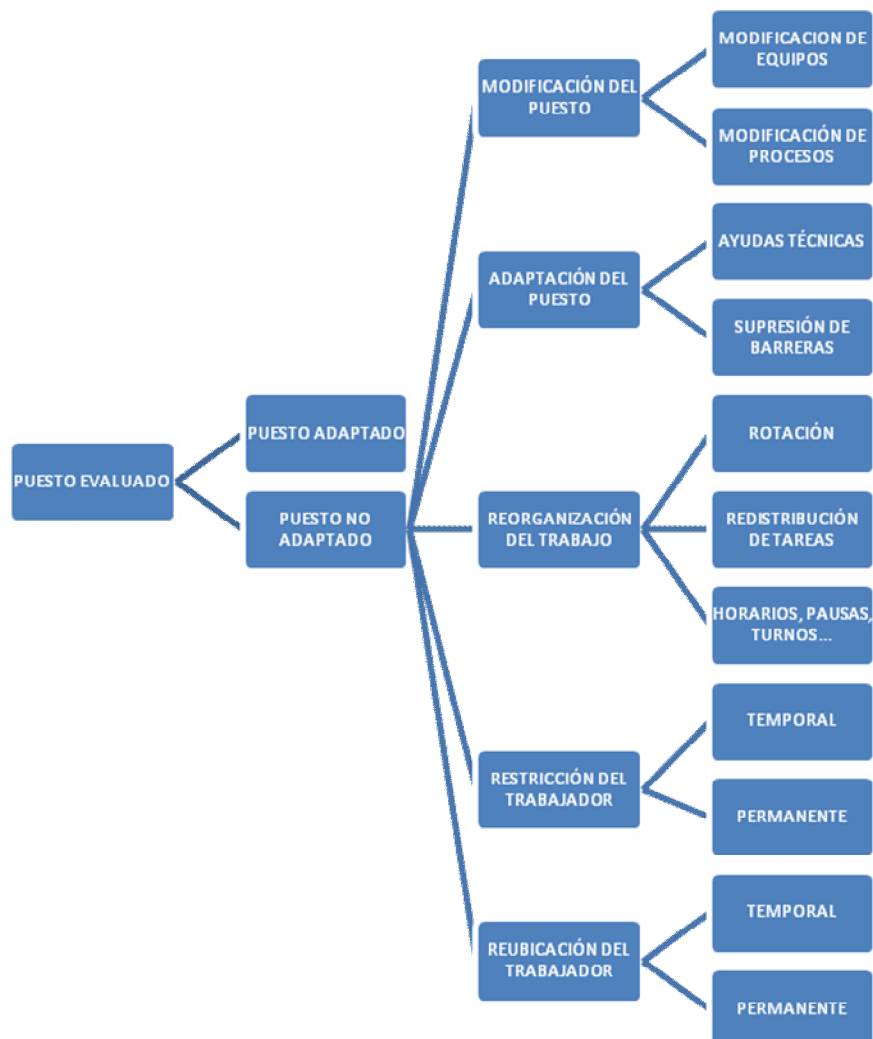 PUESTO EVALUADO
PUESTO ADAPTADO
PUESTO NO
ADAPTADO
MODIFICACIÓN DEL
PUESTO
MODIFICACION DE
EQUIPOS
MODIFICACIÓN DE
PROCESOS
ADAPTACIÓN DEL
PUESTO
AYUDAS TÉCNICAS
SUPRESIÓN DE
BARRERAS
REORGANIZACIÓN
DEL TRABAJO
ROTACIÓN
REDISTRIBUCIÓN
DE TAREAS
HORARIOS, PAUSAS,
TURNOS...
RESTRICCIÓN DEL
TRABAJADOR
TEMPORAL
PERMANENTE
REUBICACIÓN DEL
TRABAJADOR
TEMPORAL
PERMANENTE